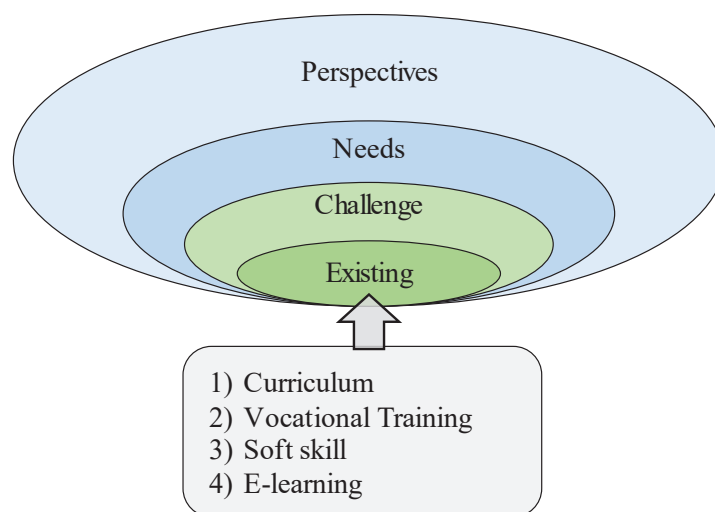 Perspectives
Needs
Challenge
Existing
1) Curriculum
2) Vocational Training
3) Soft skill
4) E-learning